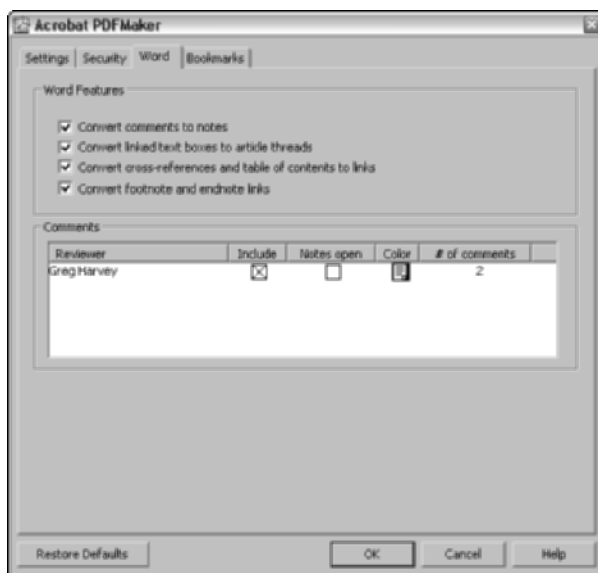 Acrobat PDFMaker
Settings Security Word Bookmarks
Word Features
Convert comments to notes
Convert linked text boxes to article threads
Convert cross-references and table of contents to links
Convert footnote and endnote links
Comments
Reviewer Include Notes open Color # of comments
Greg Harvey 2
Restore Defaults OK Cancel Help